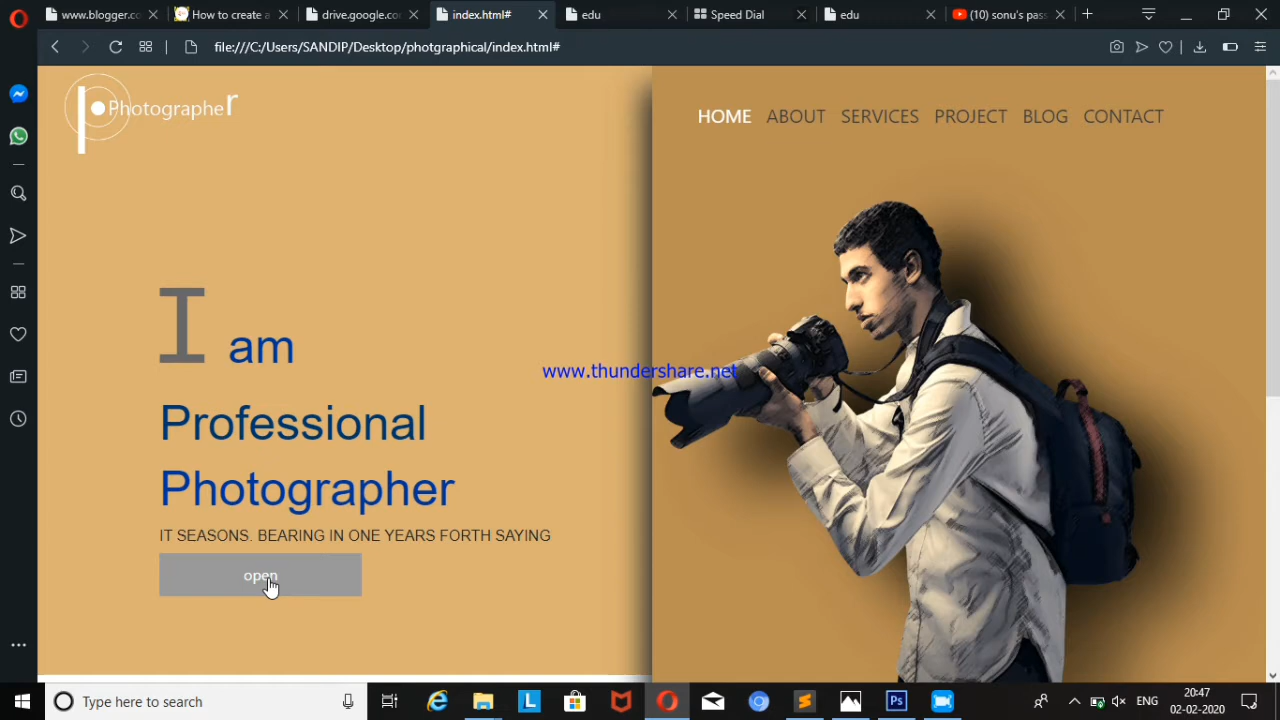 www.blogger.co
How to create a
drive.google.co
index.html#
edu
Speed Dial
edu
(10) sonu's pass
file:///C:/Users/SANDIP/Desktop/photgraphical/index.html#
Photographer
HOME ABOUT SERVICES PROJECT BLOG CONTACT
I am
www.thundershare.net
Professional
Photographer
IT SEASONS. BEARING IN ONE YEARS FORTH SAYING
open
Type here to search
ENG
20:47
02-02-2020